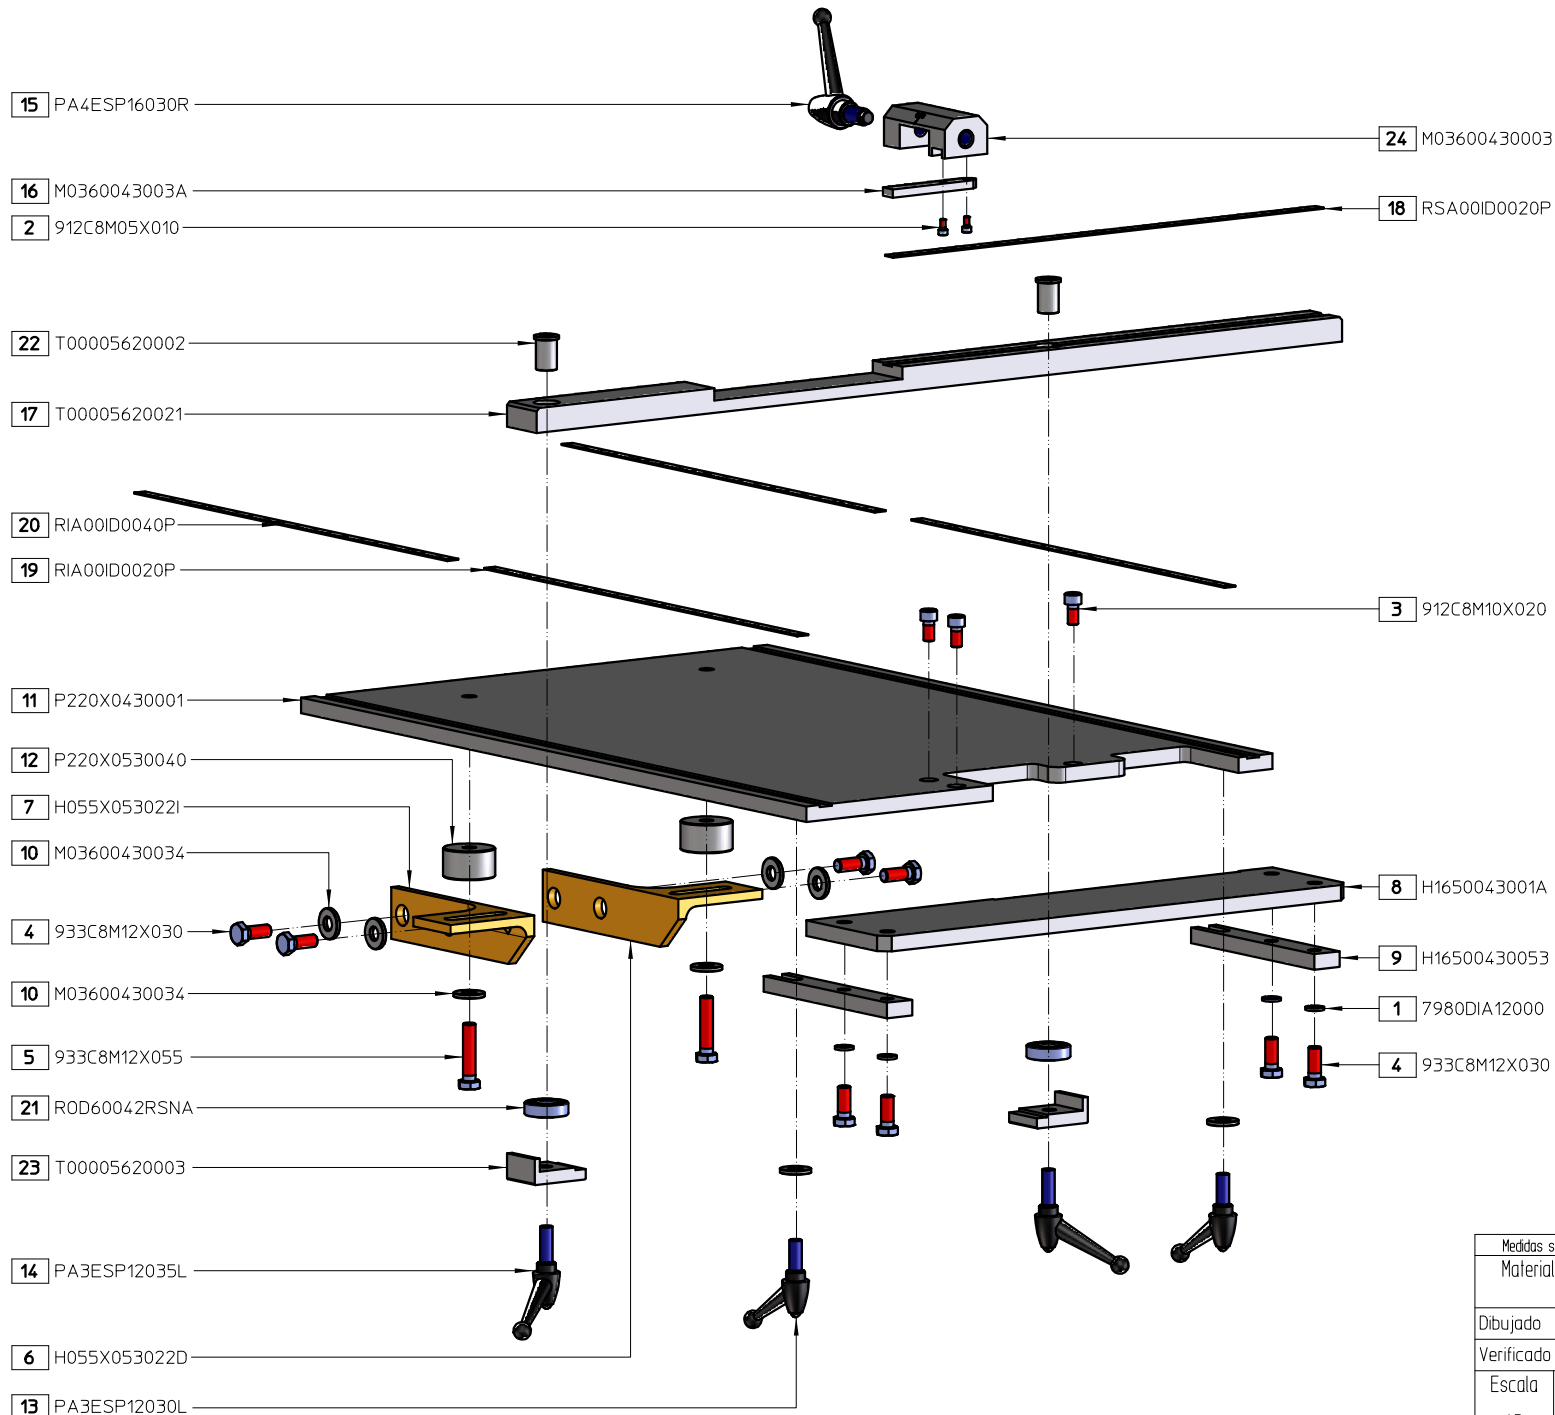 15 PA4ESP16030R
24 M03600430003
16 M0360043003A
18 RSA00ID0020P
2 912C8M05X010
22 T00005620002
17 T00005620021
20 RIA00ID0040P
19 RIA00ID0020P
3 912C8M10X020
11 P220X0430001
12 P220X0530040
7 H055X053022I
10 M03600430034
8 H1650043001A
4 933C8M12X030
9 H16500430053
10 M03600430034
1 7980DIA12000
5 933C8M12X055
4 933C8M12X030
21 ROD60042RSNA
23 T00005620003
14 PA3ESP12035L
6 H055X053022D
13 PA3ESP12030L
Medidas s
Material
Dibujado
Verificado
Escala